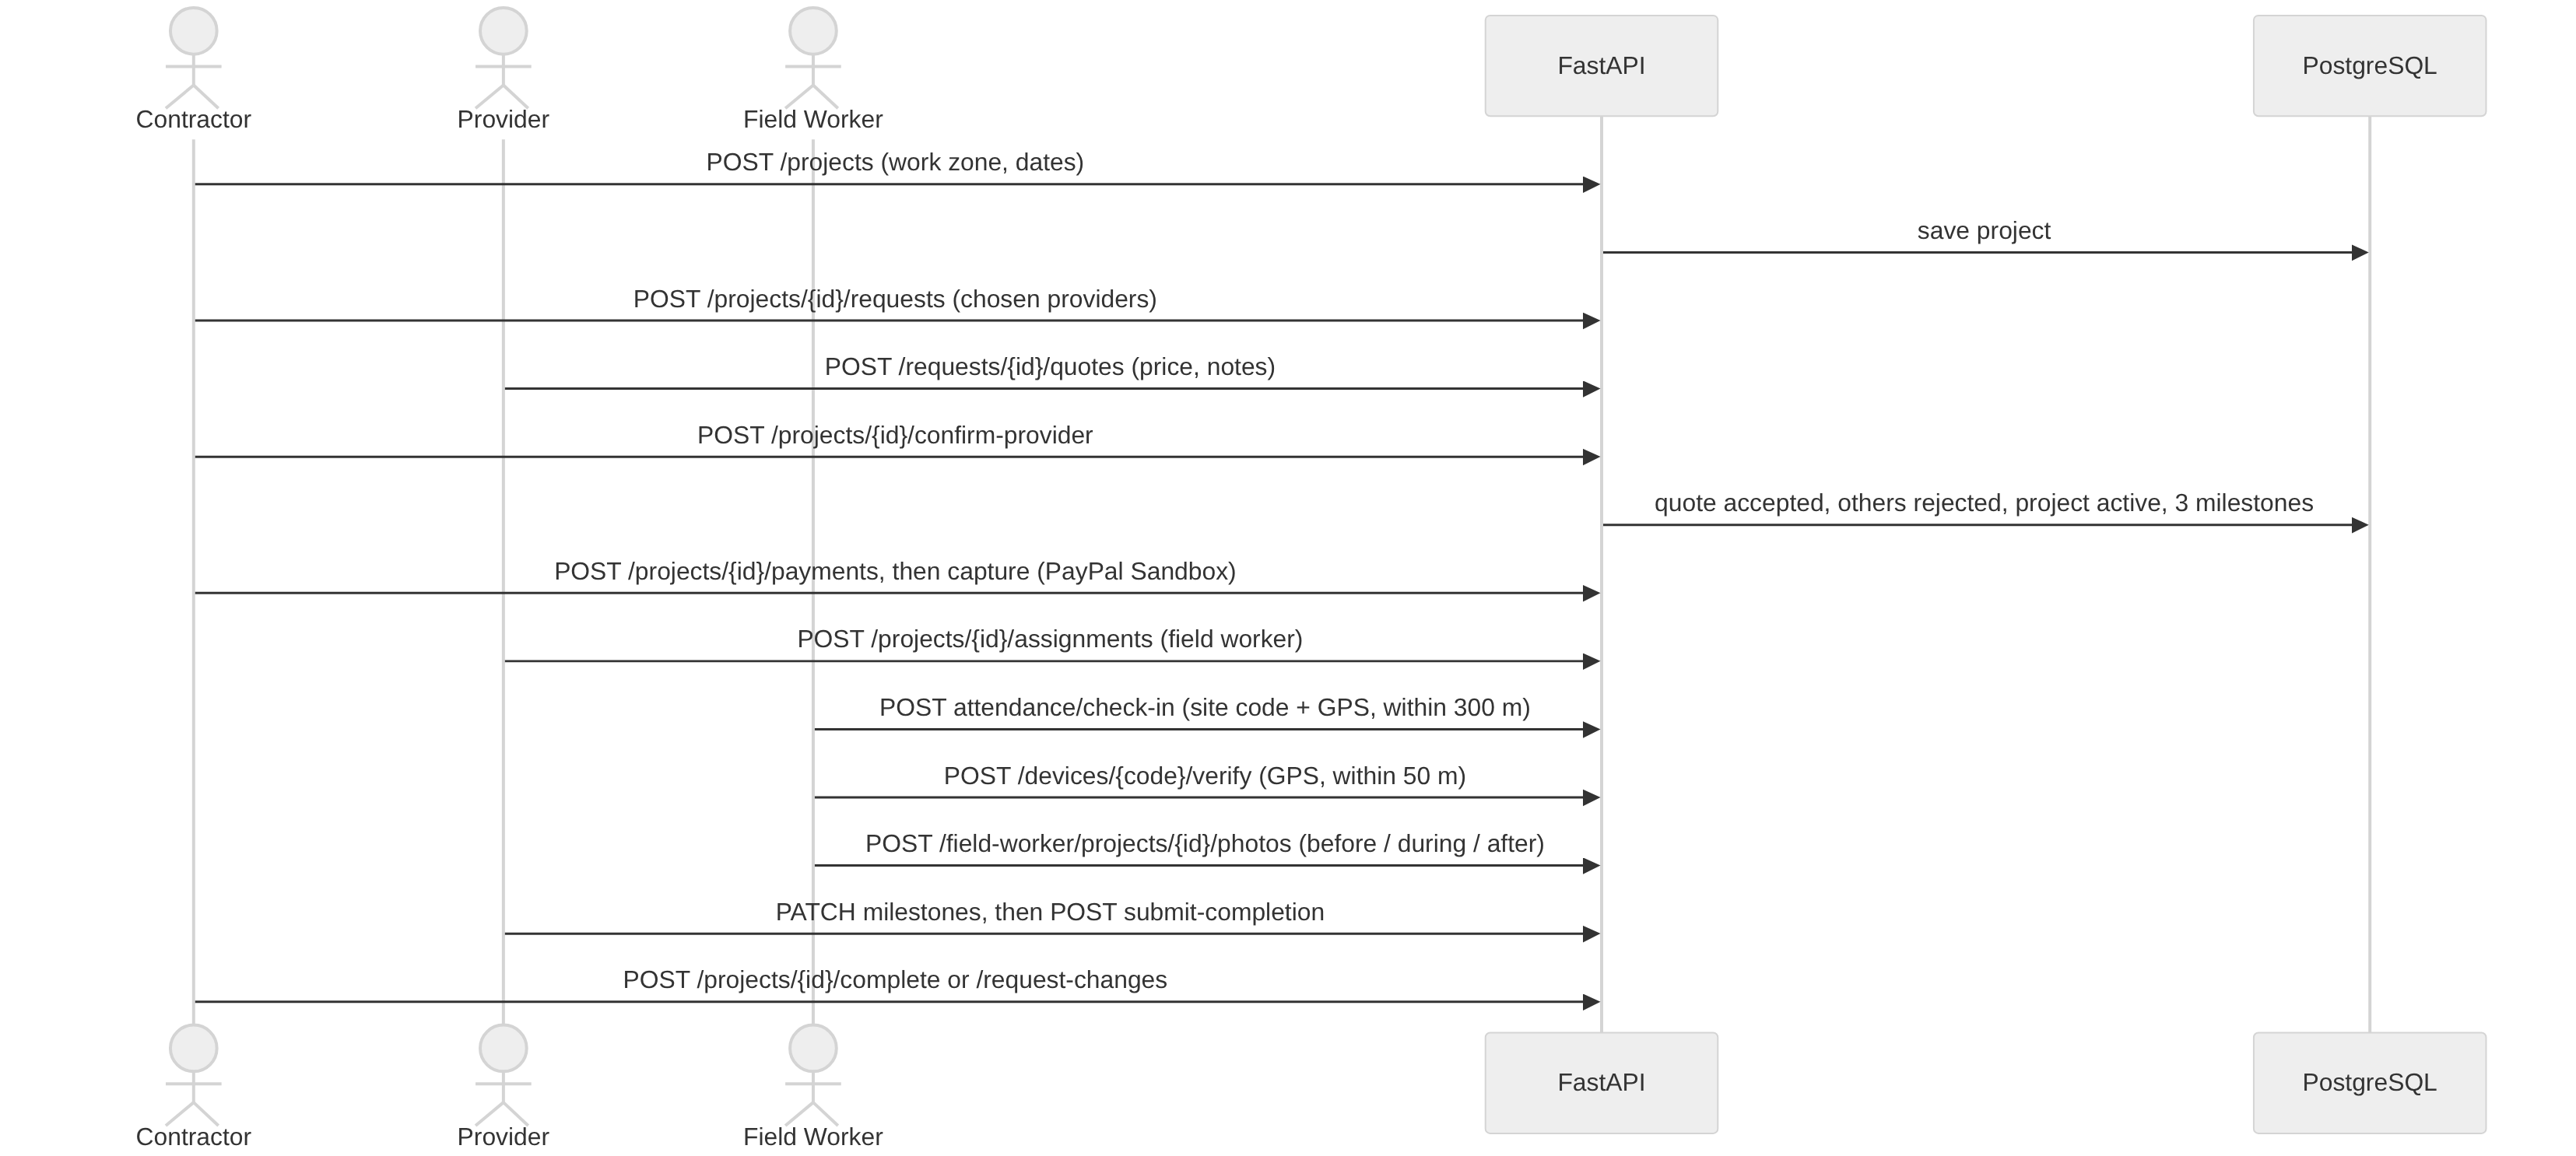 Contractor
Provider
Field Worker
FastAPI
PostgreSQL
POST /projects (work zone, dates)
save project
POST /projects/{id}/requests (chosen providers)
POST /requests/{id}/quotes (price, notes)
POST /projects/{id}/confirm-provider
quote accepted, others rejected, project active, 3 milestones
POST /projects/{id}/payments, then capture (PayPal Sandbox)
POST /projects/{id}/assignments (field worker)
POST attendance/check-in (site code + GPS, within 300 m)
POST /devices/{code}/verify (GPS, within 50 m)
POST /field-worker/projects/{id}/photos (before / during / after)
PATCH milestones, then POST submit-completion
POST /projects/{id}/complete or /request-changes
Contractor
Provider
Field Worker
FastAPI
PostgreSQL